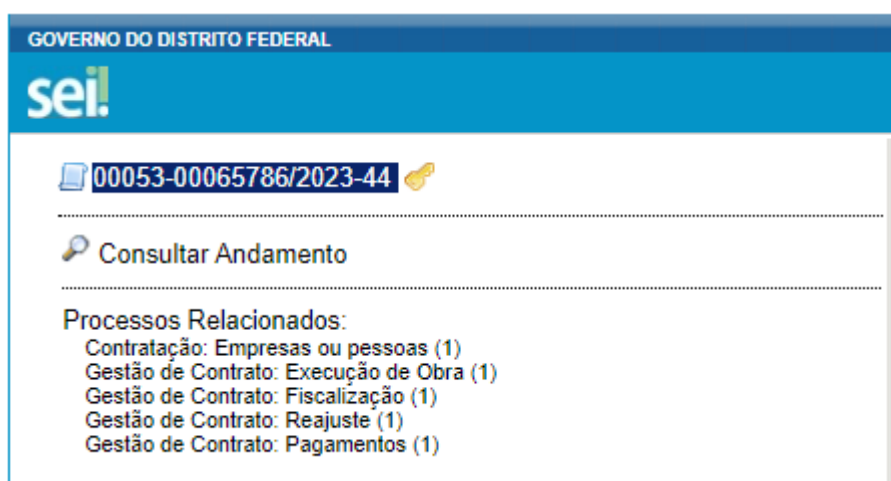 GOVERNO DO DISTRITO FEDERAL
sei!
00053-00065786/2023-44
Consultar Andamento
Processos Relacionados:
Contratação: Empresas ou pessoas (1)
Gestão de Contrato: Execução de Obra (1)
Gestão de Contrato: Fiscalização (1)
Gestão de Contrato: Reajuste (1)
Gestão de Contrato: Pagamentos (1)